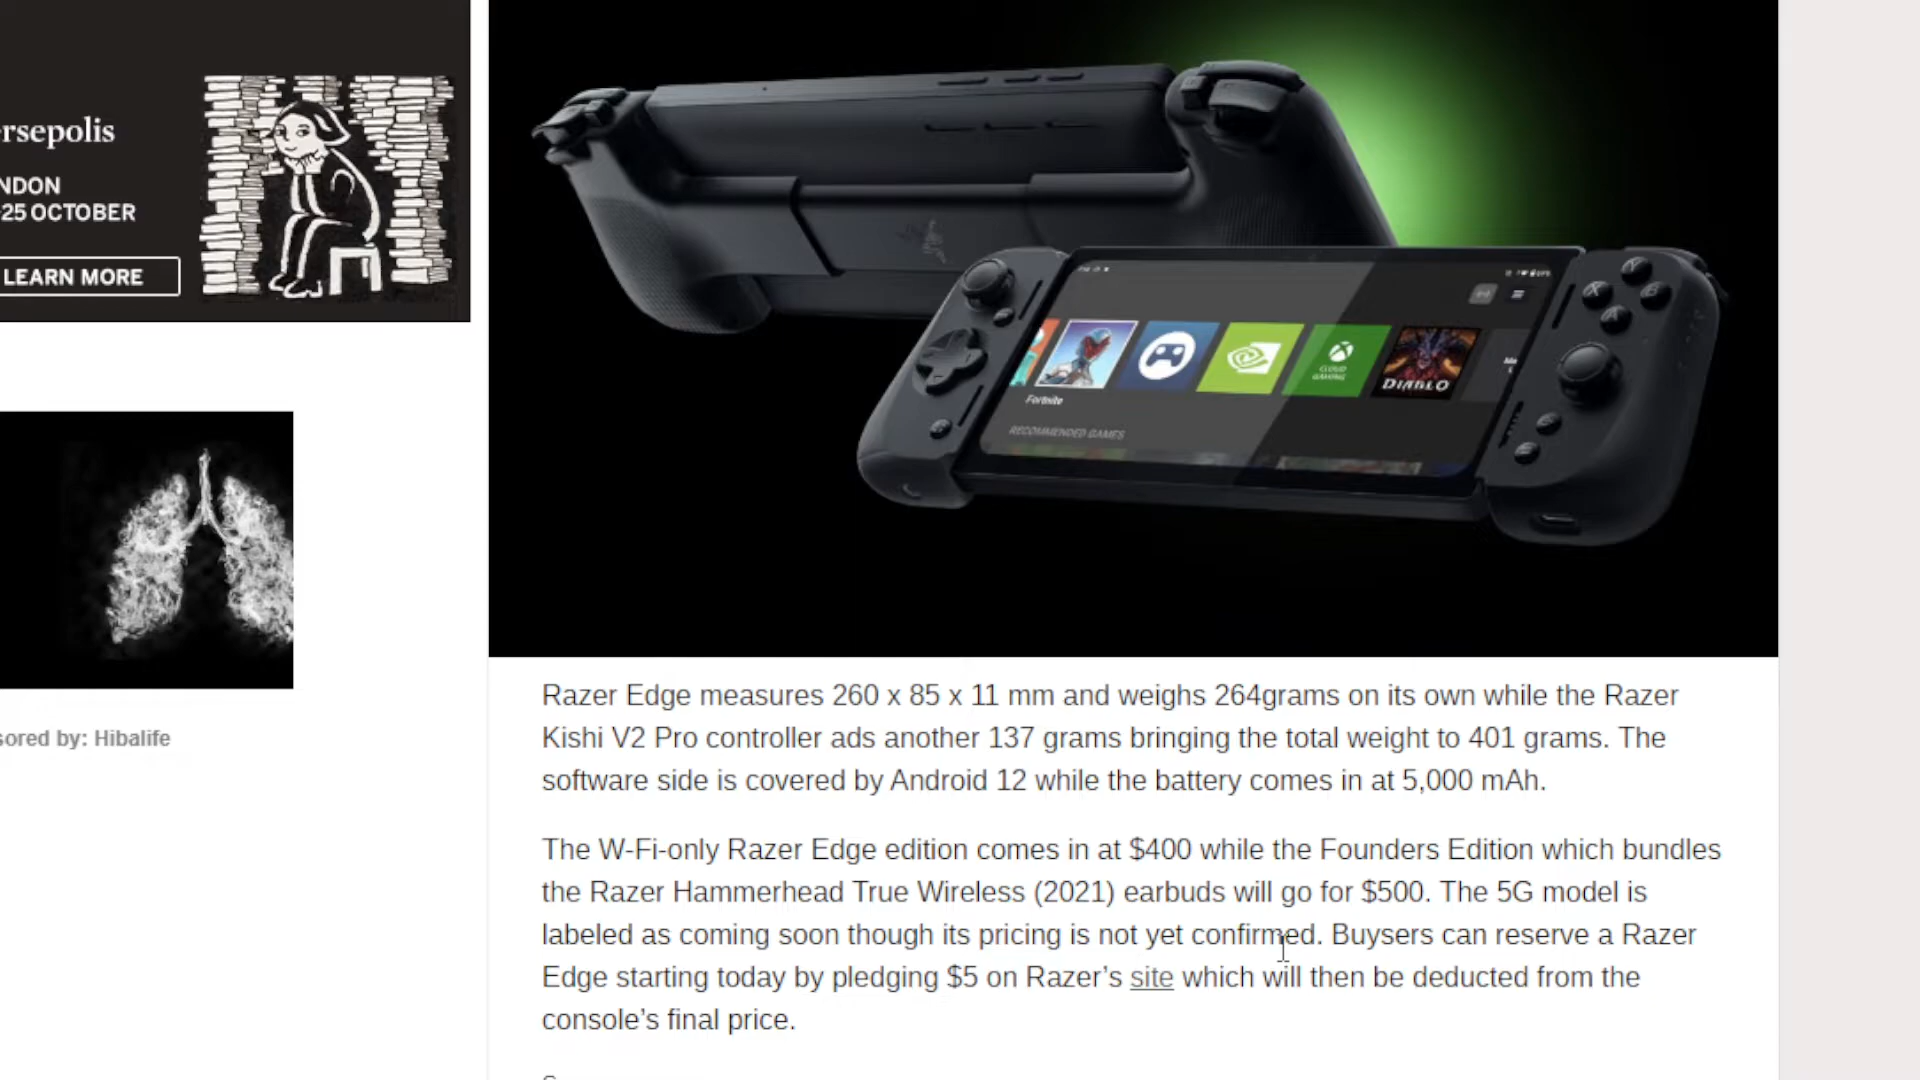 ersepolis
NDON
-25 OCTOBER
LEARN MORE
sored by: Hibalife
Y
X
B
A
CLOUD
GAMING
DIABLO
Fortnite
RECOMMENDED GAMES
Razer Edge measures 260 x 85 x 11 mm and weighs 264grams on its own while the Razer
Kishi V2 Pro controller ads another 137 grams bringing the total weight to 401 grams. The
software side is covered by Android 12 while the battery comes in at 5,000 mAh.
The W-Fi-only Razer Edge edition comes in at $400 while the Founders Edition which bundles
the Razer Hammerhead True Wireless (2021) earbuds will go for $500. The 5G model is
labeled as coming soon though its pricing is not yet confirmed. Buysers can reserve a Razer
Edge starting today by pledging $5 on Razer’s site which will then be deducted from the
console’s final price.